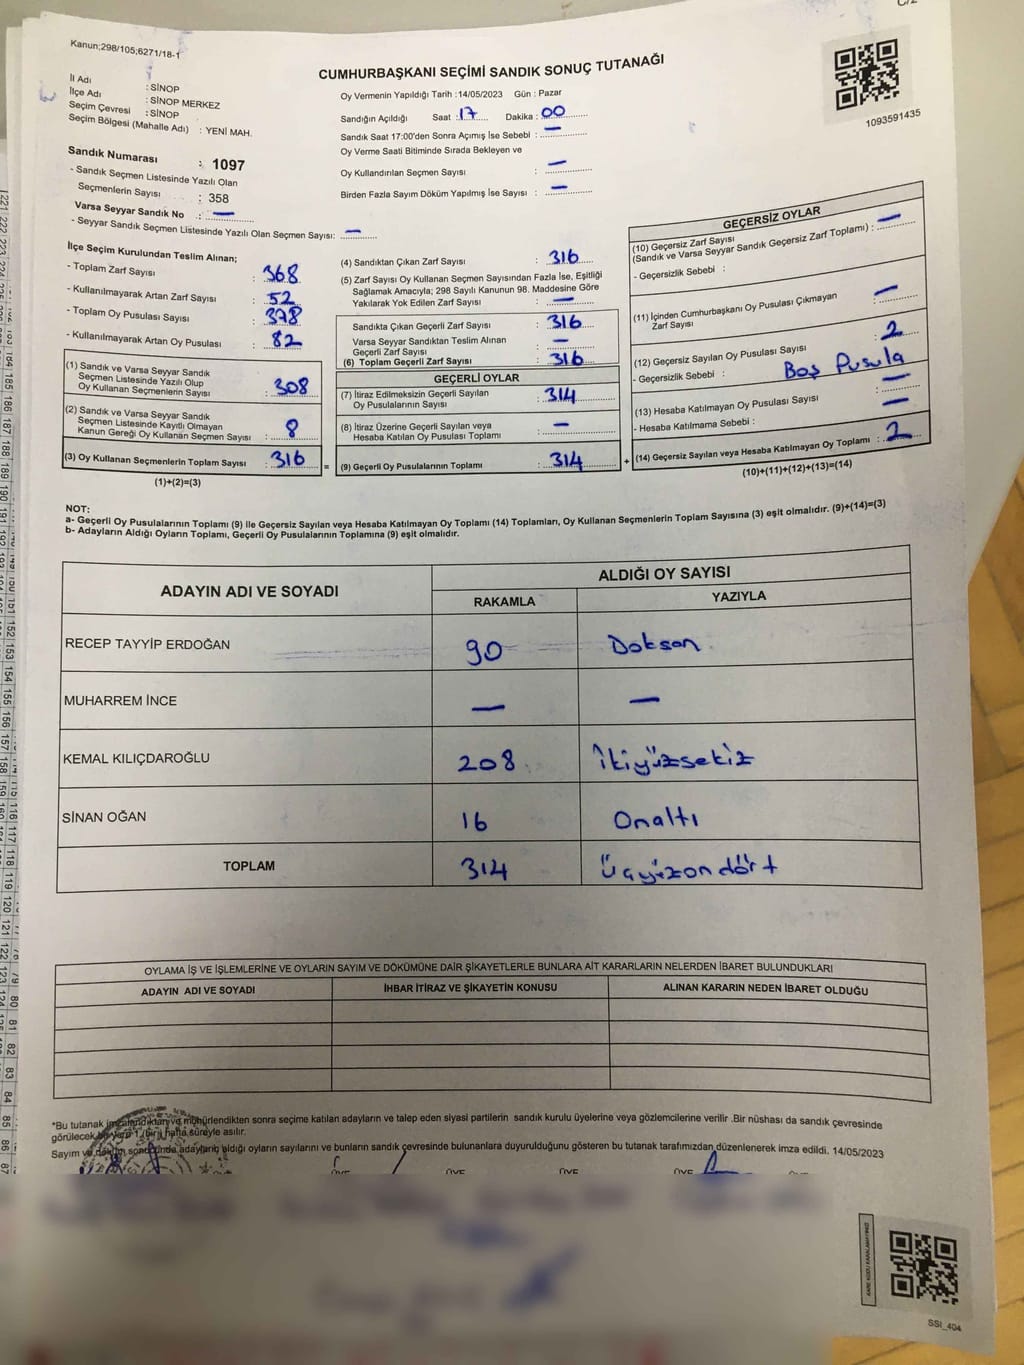 Kanun;298/105;6271/18-1
CUMHURBAŞKANI SEÇİMİ SANDIK SONUÇ TUTANAĞI
1093591435
İl Adı : SİNOP
İlçe Adı : SİNOP MERKEZ
Seçim Çevresi : SİNOP
Seçim Bölgesi (Mahalle Adı) : YENİ MAH.
Sandık Numarası : 1097
- Sandık Seçmen Listesinde Yazılı Olan
Seçmenlerin Sayısı : 358
Varsa Seyyar Sandık No : —
- Seyyar Sandık Seçmen Listesinde Yazılı Olan Seçmen Sayısı: —
Oy Vermenin Yapıldığı Tarih :14/05/2023 Gün : Pazar
Sandığın Açıldığı Saat : 17 Dakika : 00
Sandık Saat 17:00'den Sonra Açımış İse Sebebi : —
Oy Verme Saati Bitiminde Sırada Bekleyen ve
Oy Kullandırılan Seçmen Sayısı : —
Birden Fazla Sayım Döküm Yapılmış İse Sayısı : —
İlçe Seçim Kurulundan Teslim Alınan;
- Toplam Zarf Sayısı : 368
- Kullanılmayarak Artan Zarf Sayısı : 52
- Toplam Oy Pusulası Sayısı : 378
- Kullanılmayarak Artan Oy Pusulası : 82
(1) Sandık ve Varsa Seyyar Sandık
Seçmen Listesinde Yazılı Olup
Oy Kullanan Seçmenlerin Sayısı : 308
(2) Sandık ve Varsa Seyyar Sandık
Seçmen Listesinde Kayıtlı Olmayan
Kanun Gereği Oy Kullanan Seçmen Sayısı : 8
(3) Oy Kullanan Seçmenlerin Toplam Sayısı : 316
(1)+(2)=(3)
(4) Sandıktan Çıkan Zarf Sayısı : 316
(5) Zarf Sayısı Oy Kullanan Seçmen Sayısından Fazla İse, Eşitliği
Sağlamak Amacıyla; 298 Sayılı Kanunun 98. Maddesine Göre
Yakılarak Yok Edilen Zarf Sayısı : —
Sandıkta Çıkan Geçerli Zarf Sayısı : 316
Varsa Seyyar Sandıktan Teslim Alınan
Geçerli Zarf Sayısı : —
(6) Toplam Geçerli Zarf Sayısı : 316
GEÇERLİ OYLAR
(7) İtiraz Edilmeksizin Geçerli Sayılan
Oy Pusulalarının Sayısı : 314
(8) İtiraz Üzerine Geçerli Sayılan veya
Hesaba Katılan Oy Pusulası Toplamı : —
= (9) Geçerli Oy Pusulalarının Toplamı : 314
GEÇERSİZ OYLAR
(10) Geçersiz Zarf Sayısı
(Sandık ve Varsa Seyyar Sandık Geçersiz Zarf Toplamı) : —
- Geçersizlik Sebebi :
(11) İçinden Cumhurbaşkanı Oy Pusulası Çıkmayan
Zarf Sayısı : —
(12) Geçersiz Sayılan Oy Pusulası Sayısı : 2
- Geçersizlik Sebebi : Boş Pusula
(13) Hesaba Katılmayan Oy Pusulası Sayısı : —
- Hesaba Katılmama Sebebi : —
+ (14) Geçersiz Sayılan veya Hesaba Katılmayan Oy Toplamı : 2
(10)+(11)+(12)+(13)=(14)
NOT:
a- Geçerli Oy Pusulalarının Toplamı (9) ile Geçersiz Sayılan veya Hesaba Katılmayan Oy Toplamı (14) Toplamları, Oy Kullanan Seçmenlerin Toplam Sayısına (3) eşit olmalıdır. (9)+(14)=(3)
b- Adayların Aldığı Oyların Toplamı, Geçerli Oy Pusulalarının Toplamına (9) eşit olmalıdır.
ADAYIN ADI VE SOYADI ALDIĞI OY SAYISI
RAKAMLA YAZIYLA
RECEP TAYYİP ERDOĞAN 90 Doksan
MUHARREM İNCE — —
KEMAL KILIÇDAROĞLU 208 İkiyüzsekiz
SİNAN OĞAN 16 Onaltı
TOPLAM 314 Üçyüzondört
OYLAMA İŞ VE İŞLEMLERİNE VE OYLARIN SAYIM VE DÖKÜMÜNE DAİR ŞİKAYETLERLE BUNLARA AİT KARARLARIN NELERDEN İBARET BULUNDUKLARI
ADAYIN ADI VE SOYADI İHBAR İTİRAZ VE ŞİKAYETİN KONUSU ALINAN KARARIN NEDEN İBARET OLDUĞU
*Bu tutanak imzalandıktan ve mühürlendikten sonra seçime katılan adayların ve talep eden siyasi partilerin sandık kurulu üyelerine veya gözlemcilerine verilir .Bir nüshası da sandık çevresinde
görülecek bir yere 1 (bir) hafta süreyle asılır.
Sayım ve döküm sonucunda adayların aldığı oyların sayılarını ve bunların sandık çevresinde bulunanlara duyurulduğunu gösteren bu tutanak tarafımızdan düzenlenerek imza edildi. 14/05/2023
SSI_404